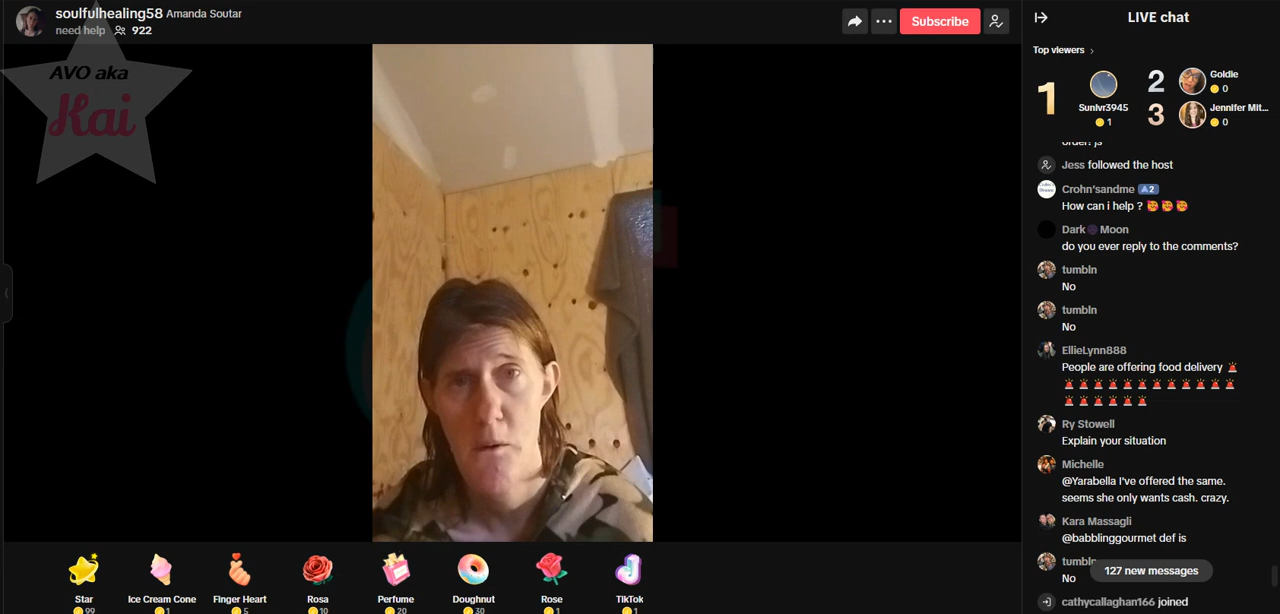 soulfulhealing58 Amanda Soutar
need help 922
Subscribe
AVO aka
Kai
LIVE chat
Top viewers
1
Sunlvr3945
1
2
Goldie
0
3
Jennifer Mit...
0
Jess followed the host
Crohn'sandme 2
How can i help ?
Dark Moon
do you ever reply to the comments?
tumbln
No
tumbln
No
EllieLynn888
People are offering food delivery
Ry Stowell
Explain your situation
Michelle
@Yarabella I've offered the same.
seems she only wants cash. crazy.
Kara Massagli
@babblinggourmet def is
tumbln
No
127 new messages
cathycallaghan166 joined
Star
99
Ice Cream Cone
1
Finger Heart
5
Rosa
10
Perfume
20
Doughnut
30
Rose
1
TikTok
1